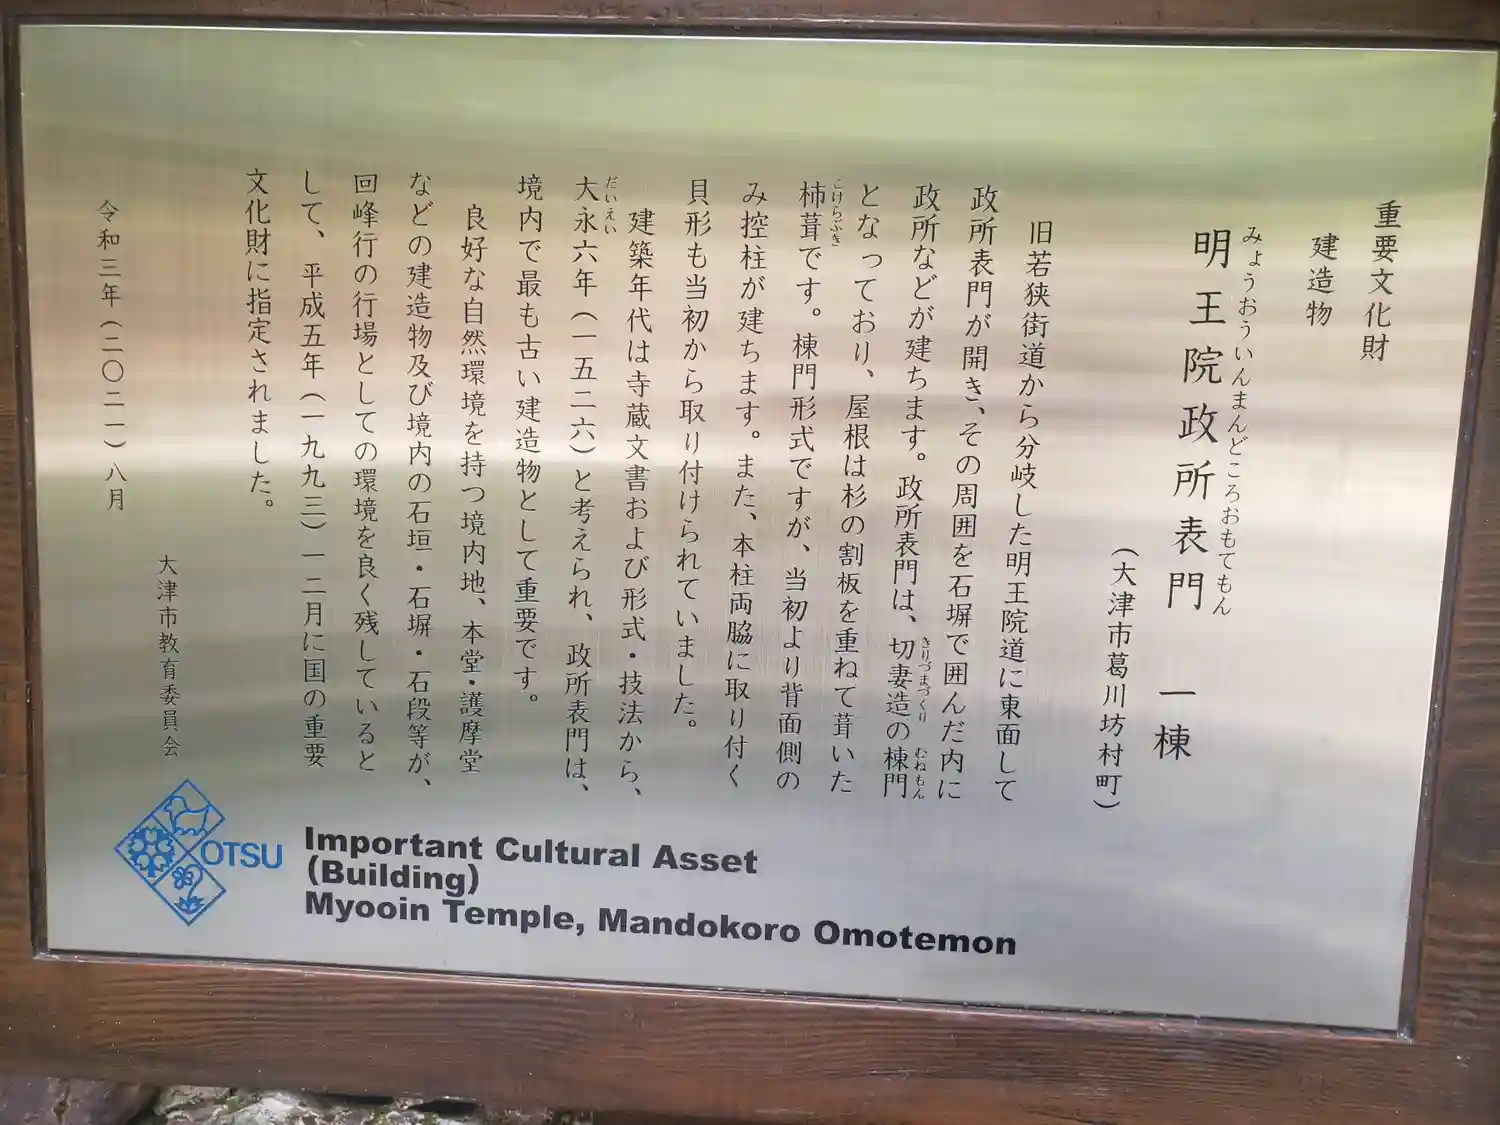 重要文化財
建造物
みょうおういんまんどころおもてもん
明王院政所表門　一棟
（大津市葛川坊村町）
旧若狭街道から分岐した明王院道に東面して
政所表門が開き、その周囲を石塀で囲んだ内に
政所などが建ちます。政所表門は、切妻造の棟門
きりづまづくり　むねもん
となっており、屋根は杉の割板を重ねて葺いた
こけらぶき
杮葺です。棟門形式ですが、当初より背面側の
み控柱が建ちます。また、本柱両脇に取り付く
貝形も当初から取り付けられていました。
建築年代は寺蔵文書および形式・技法から、
だいえい
大永六年（一五二六）と考えられ、政所表門は、
境内で最も古い建造物として重要です。
良好な自然環境を持つ境内地、本堂・護摩堂
などの建造物及び境内の石垣・石塀・石段等が、
回峰行の行場としての環境を良く残していると
して、平成五年（一九九三）一二月に国の重要
文化財に指定されました。
令和三年（二〇二一）八月
大津市教育委員会
OTSU
Important Cultural Asset
(Building)
Myooin Temple, Mandokoro Omotemon